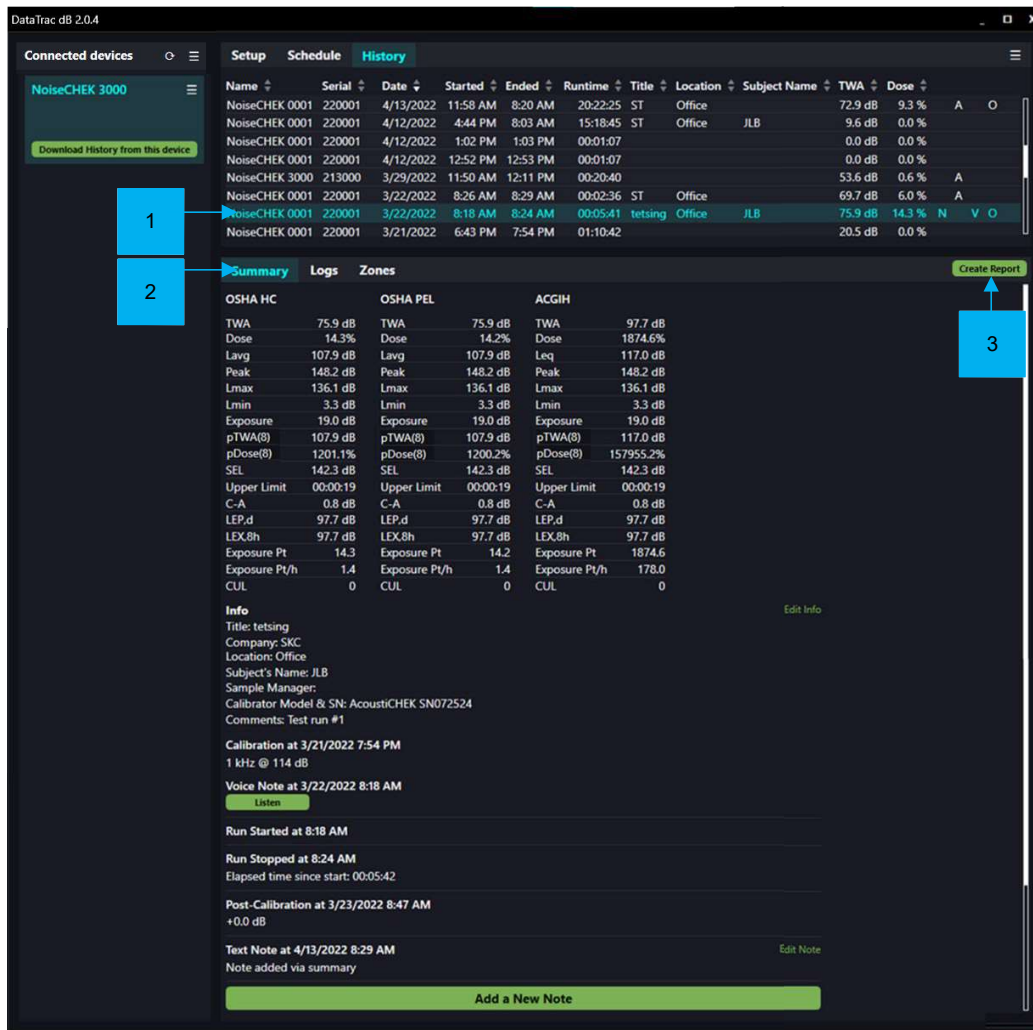 DataTrac dB 2.0.4
Connected devices
NoiseCHEK 3000
Download History from this device
Setup Schedule History
Name Serial Date Started Ended Runtime Title Location Subject Name TWA Dose
NoiseCHEK 0001 220001 4/13/2022 11:58 AM 8:20 AM 20:22:25 ST Office 72.9 dB 9.3 % A O
NoiseCHEK 0001 220001 4/12/2022 4:44 PM 8:03 AM 15:18:45 ST Office JLB 9.6 dB 0.0 %
NoiseCHEK 0001 220001 4/12/2022 1:02 PM 1:03 PM 00:01:07 0.0 dB 0.0 %
NoiseCHEK 0001 220001 4/12/2022 12:52 PM 12:53 PM 00:01:07 0.0 dB 0.0 %
NoiseCHEK 3000 213000 3/29/2022 11:50 AM 12:11 PM 00:20:40 53.6 dB 0.6 % A
NoiseCHEK 0001 220001 3/22/2022 8:26 AM 8:29 AM 00:02:36 ST Office 69.7 dB 6.0 % A
NoiseCHEK 0001 220001 3/22/2022 8:18 AM 8:24 AM 00:05:41 tetsing Office JLB 75.9 dB 14.3 % N V O
NoiseCHEK 0001 220001 3/21/2022 6:43 PM 7:54 PM 01:10:42 20.5 dB 0.0 %
1
2
3
Summary Logs Zones Create Report
OSHA HC OSHA PEL ACGIH
TWA 75.9 dB TWA 75.9 dB TWA 97.7 dB
Dose 14.3% Dose 14.2% Dose 1874.6%
Lavg 107.9 dB Lavg 107.9 dB Leq 117.0 dB
Peak 148.2 dB Peak 148.2 dB Peak 148.2 dB
Lmax 136.1 dB Lmax 136.1 dB Lmax 136.1 dB
Lmin 3.3 dB Lmin 3.3 dB Lmin 3.3 dB
Exposure 19.0 dB Exposure 19.0 dB Exposure 19.0 dB
pTWA(8) 107.9 dB pTWA(8) 107.9 dB pTWA(8) 117.0 dB
pDose(8) 1201.1% pDose(8) 1200.2% pDose(8) 157955.2%
SEL 142.3 dB SEL 142.3 dB SEL 142.3 dB
Upper Limit 00:00:19 Upper Limit 00:00:19 Upper Limit 00:00:19
C-A 0.8 dB C-A 0.8 dB C-A 0.8 dB
LEP,d 97.7 dB LEP,d 97.7 dB LEP,d 97.7 dB
LEX,8h 97.7 dB LEX,8h 97.7 dB LEX,8h 97.7 dB
Exposure Pt 14.3 Exposure Pt 14.2 Exposure Pt 1874.6
Exposure Pt/h 1.4 Exposure Pt/h 1.4 Exposure Pt/h 178.0
CUL 0 CUL 0 CUL 0
Info Edit Info
Title: tetsing
Company: SKC
Location: Office
Subject's Name: JLB
Sample Manager:
Calibrator Model & SN: AcoustiCHEK SN072524
Comments: Test run #1
Calibration at 3/21/2022 7:54 PM
1 kHz @ 114 dB
Voice Note at 3/22/2022 8:18 AM
Listen
Run Started at 8:18 AM
Run Stopped at 8:24 AM
Elapsed time since start: 00:05:42
Post-Calibration at 3/23/2022 8:47 AM
+0.0 dB
Text Note at 4/13/2022 8:29 AM Edit Note
Note added via summary
Add a New Note